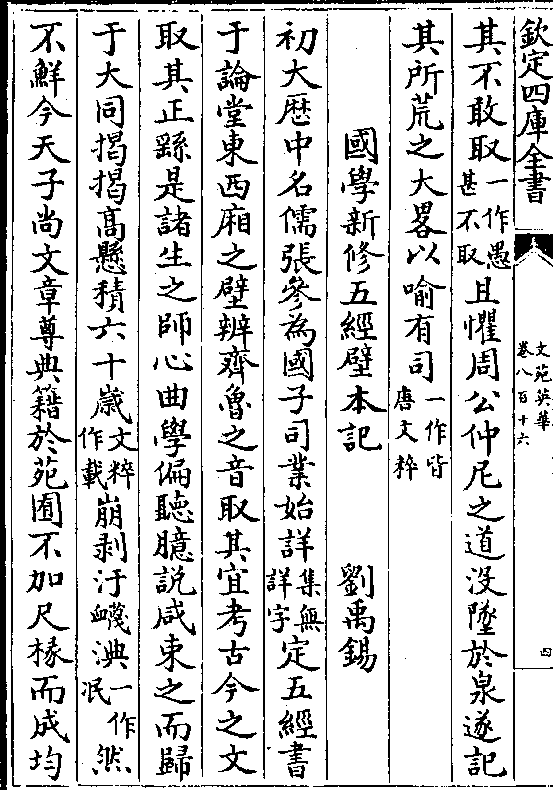 欽定四庫全書
文苑英華
卷八百十六
四
其不敢取一作愚甚不取且懼周公仲尼之道没墜於泉遂記
其所荒之大畧以喻有司一作皆唐文粹
國學新修五經壁本記 劉禹錫
初大厯中名儒張參為國子司業始詳集無詳字定五經書
于論堂東西廂之壁辨齊魯之音取其宜考古今之文
取其正繇是諸生之師心曲學偏聽臆説咸束之而歸
于大同揭揭高懸積六十歲文粹作載崩剥汙衊㳌一作泯然
不鮮今天子尚文章尊典籍於苑囿不加尺椽而成均